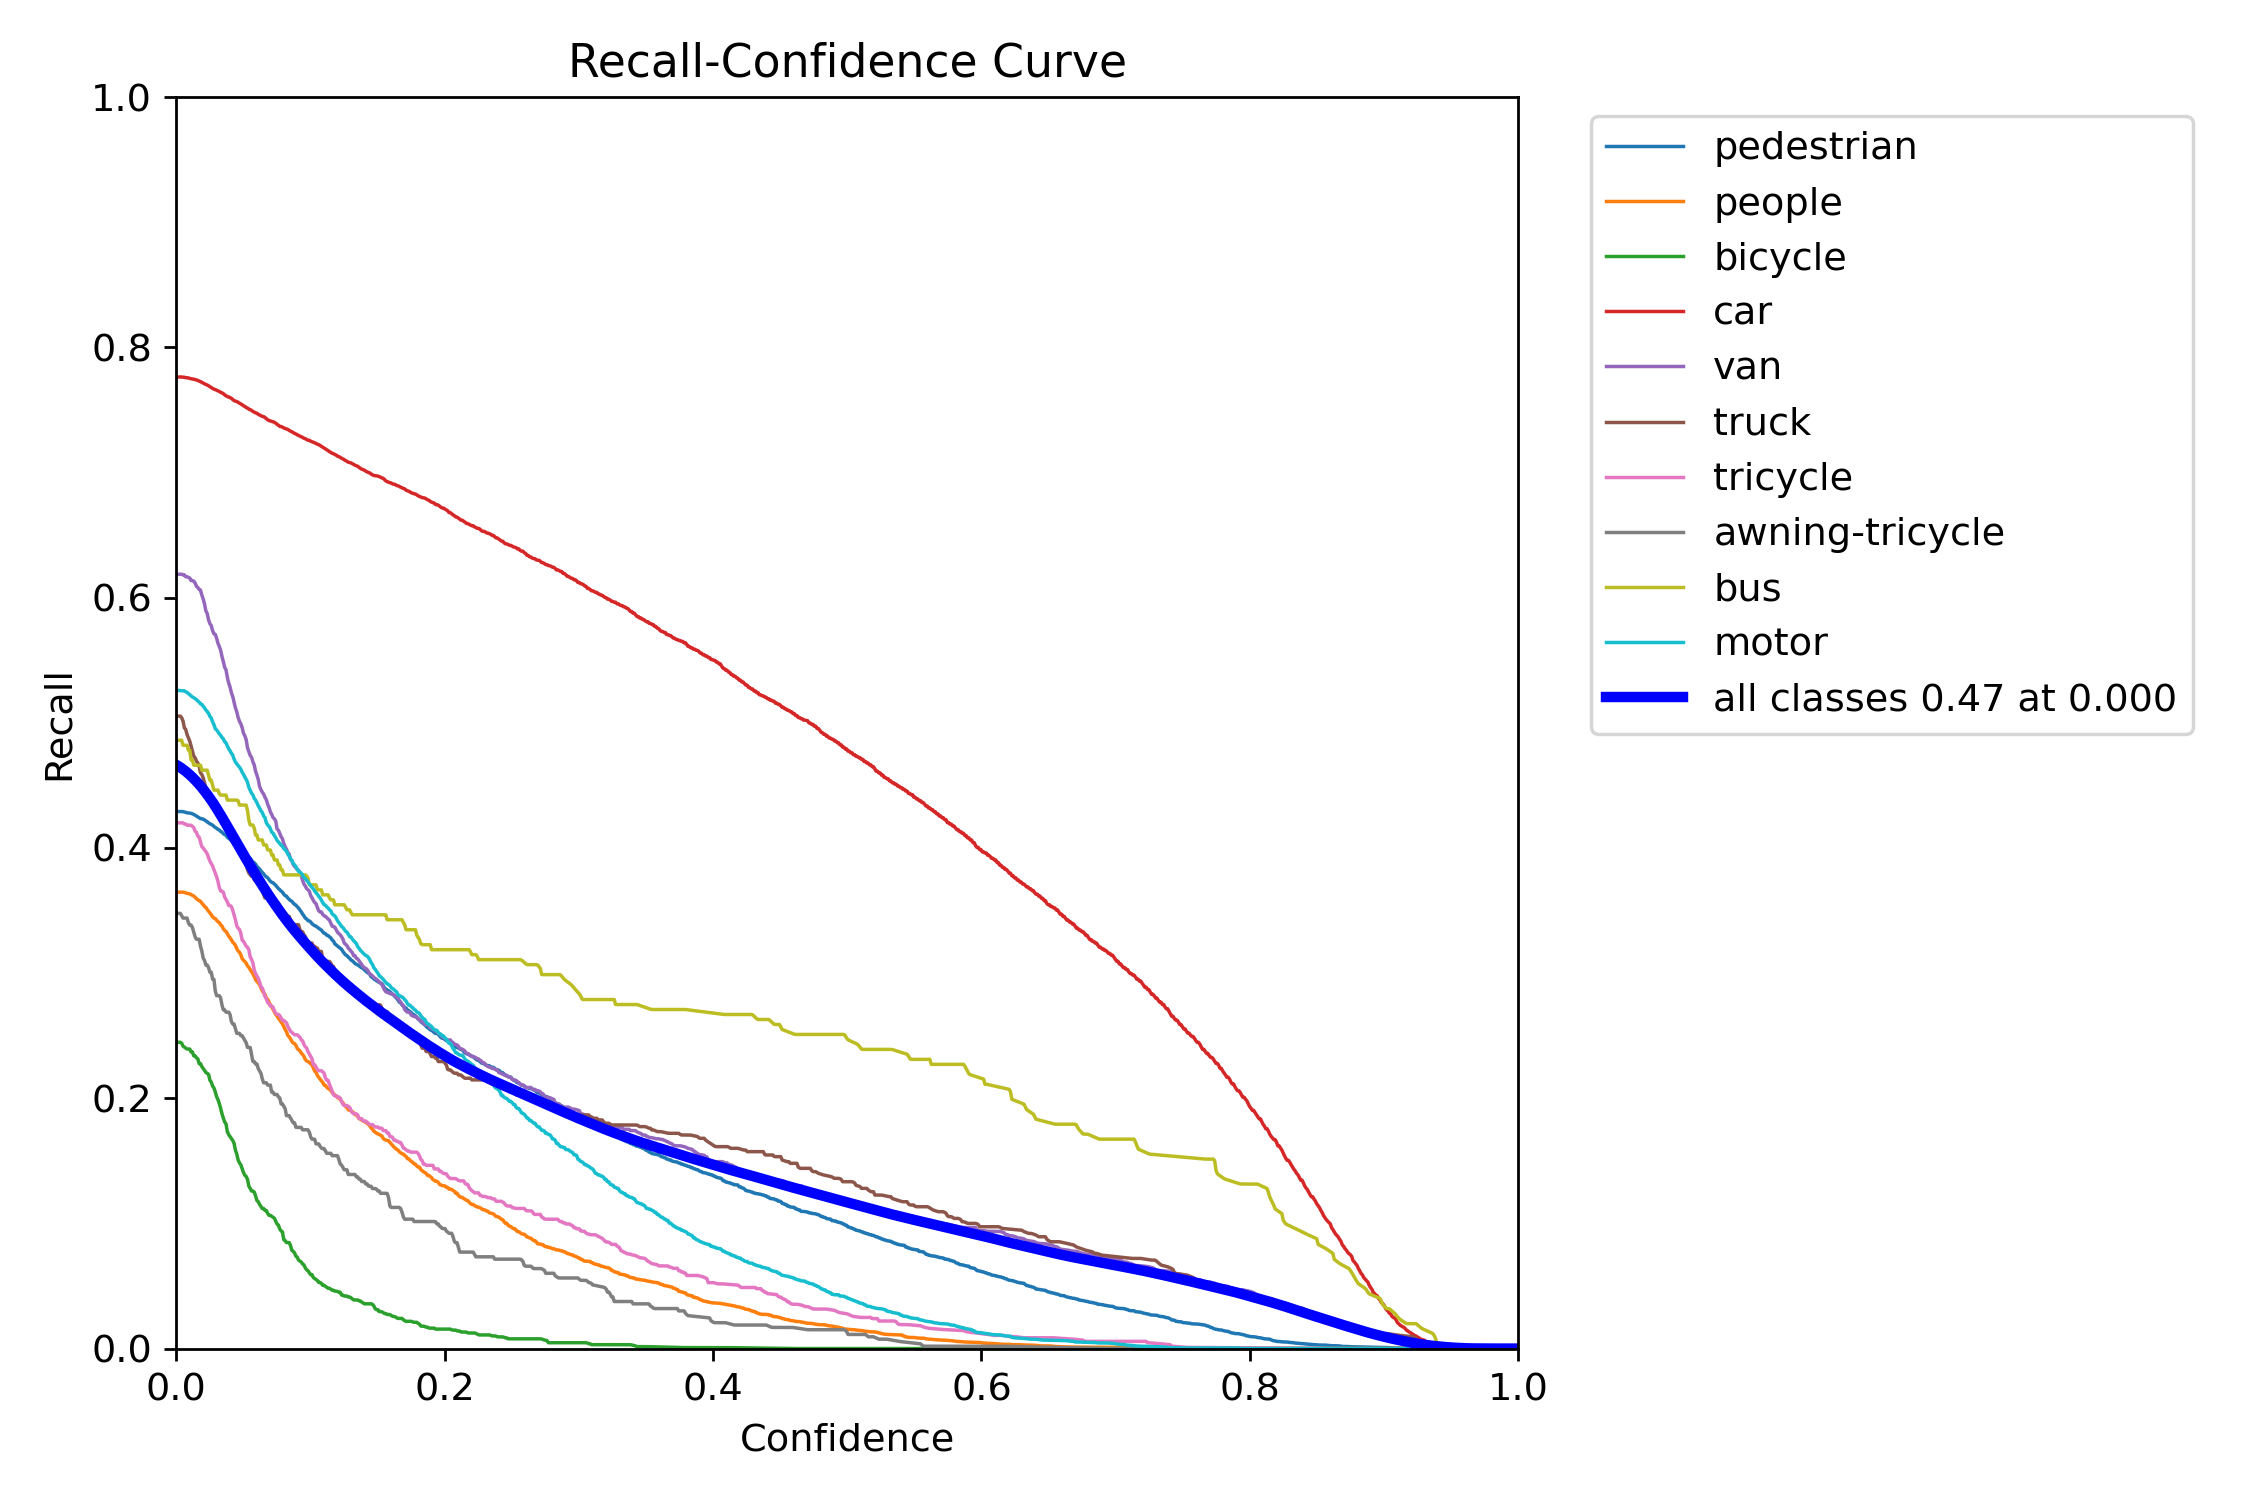 Recall-Confidence Curve
1.0
0.8
0.6
0.4
0.2
0.0
Recall
0.0 0.2 0.4 0.6 0.8 1.0
Confidence
pedestrian
people
bicycle
car
van
truck
tricycle
awning-tricycle
bus
motor
all classes 0.47 at 0.000